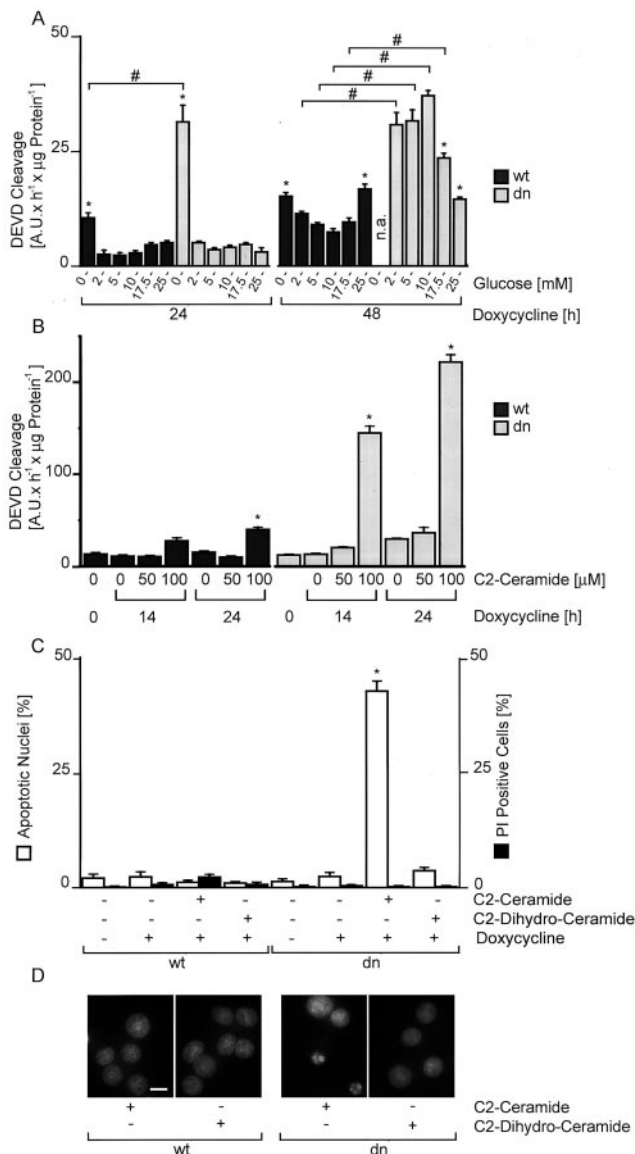 A
DEVD Cleavage
[A.U.x h⁻¹ x µg Protein⁻¹]
50
25
0
#
*
#
*
#
#
#
#
*
*
n.a.
*
*
wt
dn
0 2 5 10 17.5 25 0 2 5 10 17.5 25 0 2 5 10 17.5 25 0 2 5 10 17.5 25 Glucose [mM]
24 48 Doxycycline [h]
B
DEVD Cleavage
[A.U.x h⁻¹ x µg Protein⁻¹]
200
100
0
*
*
*
wt
dn
0 0 50 100 0 50 100 0 50 100 0 50 100 C2-Ceramide [µM]
0 14 24 0 14 24 Doxycycline [h]
C
Apoptotic Nuclei [%]
50
25
0
*
50
25
0
PI Positive Cells [%]
- - + - - - + - C2-Ceramide
- - - + - - - + C2-Dihydro-Ceramide
- + + + - + + + Doxycycline
wt dn
D
+ - + - C2-Ceramide
- + - + C2-Dihydro-Ceramide
wt dn